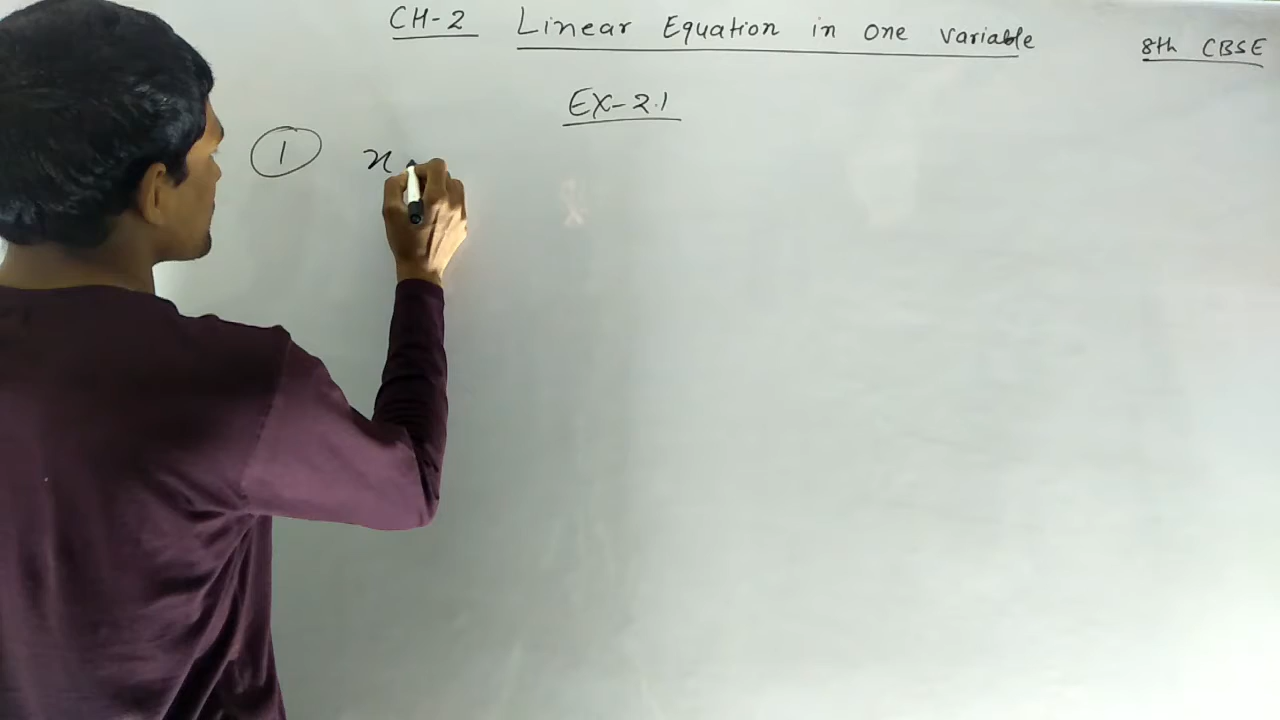 CH-2 Linear Equation in one variable 8th CBSE
EX-2.1
1 x